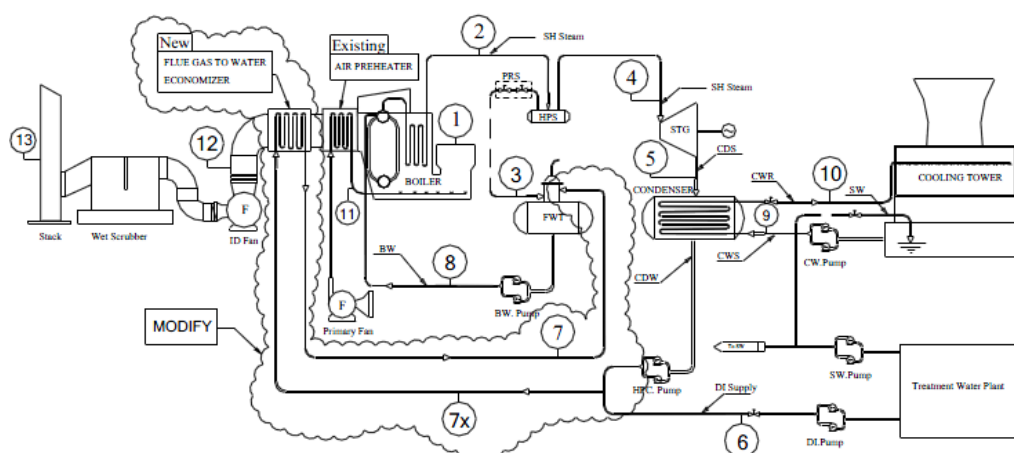 New
FLUE GAS TO WATER
ECONOMIZER
Existing
AIR PREHEATER
2
SH Steam
PRS
HPS
4
SH Steam
STG
1
13
12
BOILER
5
CDS
CONDENSER
CWR
10
SW
COOLING TOWER
3
FWT
11
9
F
ID Fan
Stack
Wet Scrubber
CWS
CW.Pump
BW
8
CDW
BW. Pump
F
Primary Fan
MODIFY
7
HPC. Pump
SW.Pump
Treatment Water Plant
DI Supply
7x
6
DI.Pump